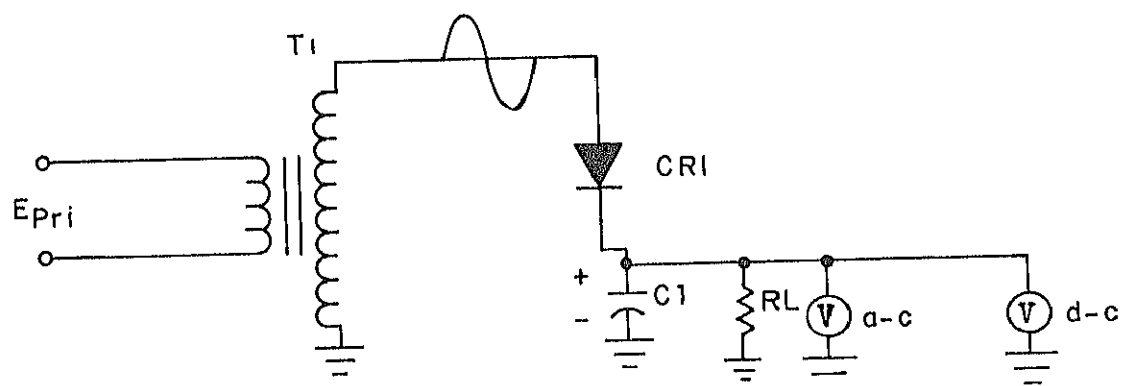 T1
CR1
EPri
+
C1
-
RL
V
a-c
V
d-c